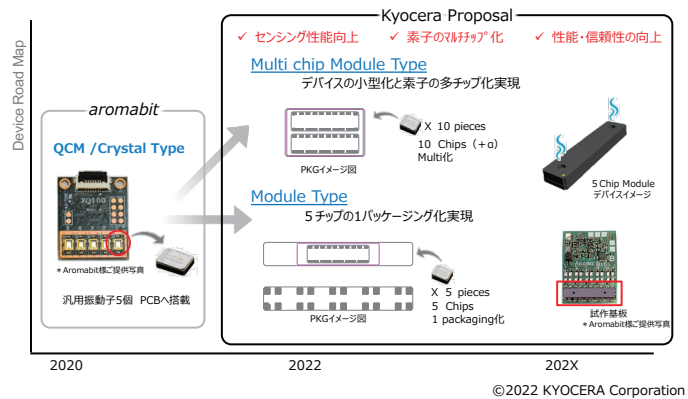 Kyocera Proposal
✓ センシング性能向上 ✓ 素子のﾏﾙﾁﾁｯﾌﾟ化 ✓ 性能・信頼性の向上
Device Road Map
Multi chip Module Type
デバイスの小型化と素子の多チップ化実現
X 10 pieces
10 Chips（+α）
Multi化
PKGイメージ図
5 Chip Module
デバイスイメージ
aromabit
QCM /Crystal Type
XQ100
＊Aromabit様ご提供写真
汎用振動子5個 PCBへ搭載
Module Type
５チップの1パッケージング化実現
X 5 pieces
5 Chips
1 packaging化
PKGイメージ図
試作基板
＊Aromabit様ご提供写真
2020 2022 202X
©2022 KYOCERA Corporation